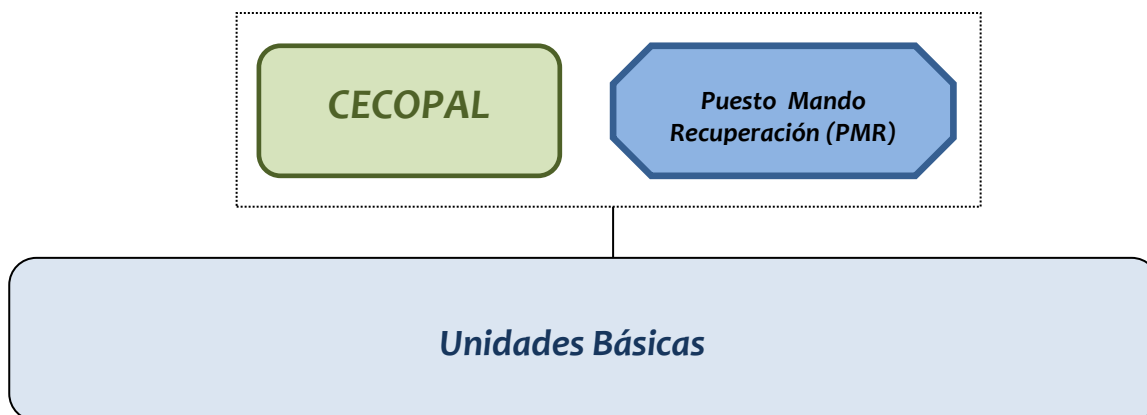 CECOPAL
Puesto Mando
Recuperación (PMR)
Unidades Básicas